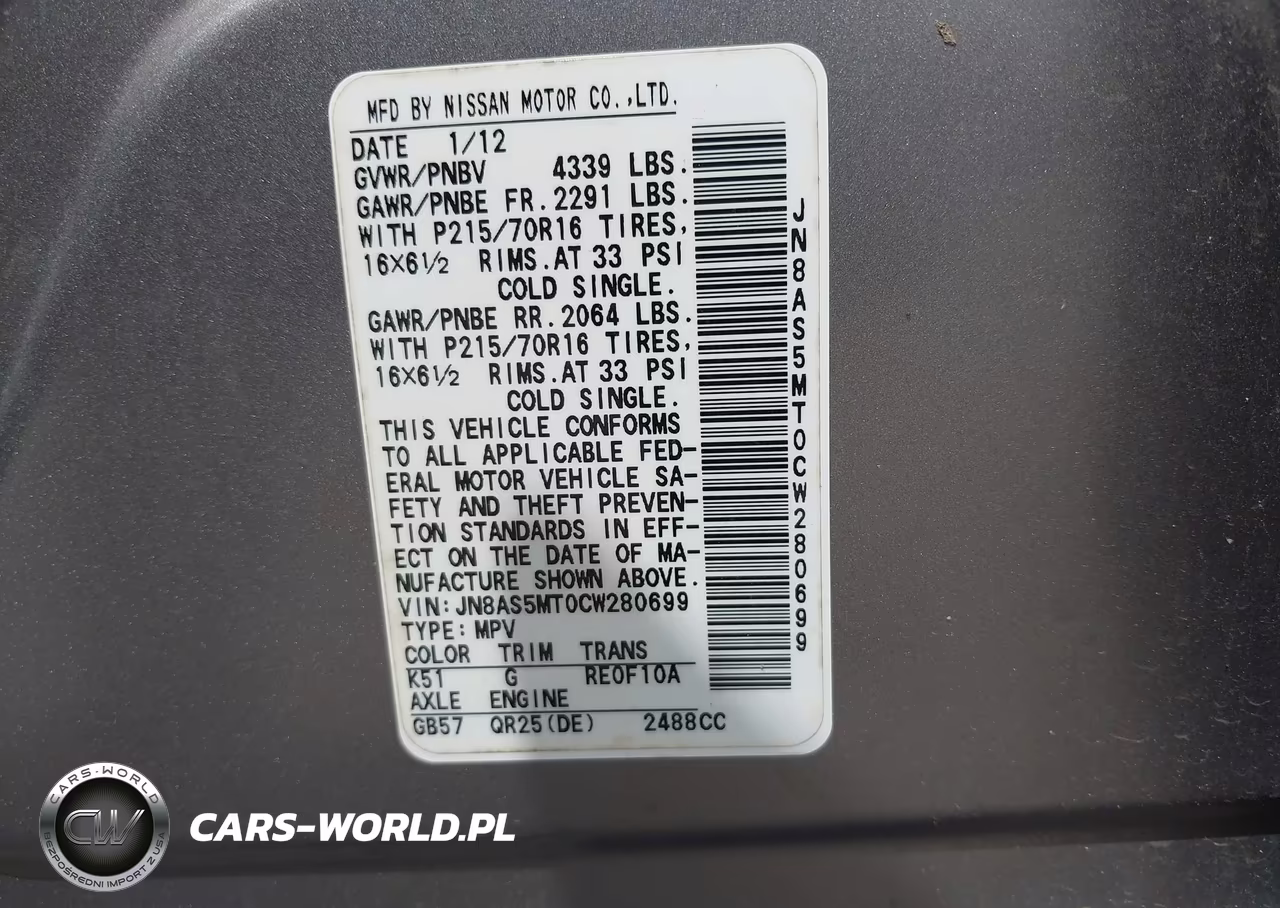 MFD BY NISSAN MOTOR CO.,LTD.
DATE 1/12
GVWR/PNBV 4339 LBS.
GAWR/PNBE FR.2291 LBS.
WITH P215/70R16 TIRES,
16×6½ RIMS.AT 33 PSI
COLD SINGLE.
GAWR/PNBE RR.2064 LBS.
WITH P215/70R16 TIRES,
16×6½ RIMS.AT 33 PSI
COLD SINGLE.
THIS VEHICLE CONFORMS
TO ALL APPLICABLE FED-
ERAL MOTOR VEHICLE SA-
FETY AND THEFT PREVEN-
TION STANDARDS IN EFF-
ECT ON THE DATE OF MA-
NUFACTURE SHOWN ABOVE.
VIN:JN8AS5MT0CW280699
TYPE:MPV
COLOR TRIM TRANS
K51 G RE0F10A
AXLE ENGINE
GB57 QR25(DE) 2488CC
JN8AS5MT0CW280699
CARS-WORLD
CW
BEZPOŚREDNI IMPORT Z USA
CARS-WORLD.PL